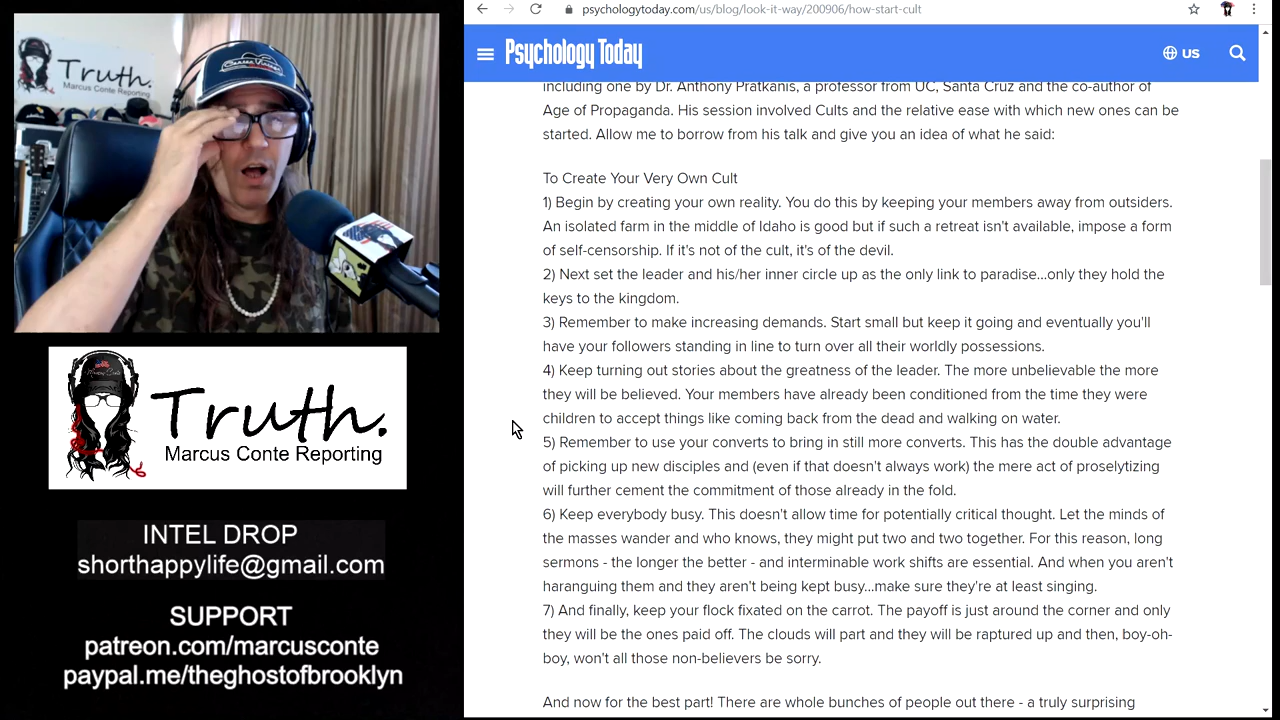 Truth.
Marcus Conte Reporting
Truth.
Marcus Conte Reporting
INTEL DROP
shorthappylife@gmail.com
SUPPORT
patreon.com/marcusconte
paypal.me/theghostofbrooklyn
psychologytoday.com/us/blog/look-it-way/200906/how-start-cult
Psychology Today
US
including one by Dr. Anthony Pratkanis, a professor from UC, Santa Cruz and the co-author of
Age of Propaganda. His session involved Cults and the relative ease with which new ones can be
started. Allow me to borrow from his talk and give you an idea of what he said:
To Create Your Very Own Cult
1) Begin by creating your own reality. You do this by keeping your members away from outsiders.
An isolated farm in the middle of Idaho is good but if such a retreat isn't available, impose a form
of self-censorship. If it's not of the cult, it's of the devil.
2) Next set the leader and his/her inner circle up as the only link to paradise...only they hold the
keys to the kingdom.
3) Remember to make increasing demands. Start small but keep it going and eventually you'll
have your followers standing in line to turn over all their worldly possessions.
4) Keep turning out stories about the greatness of the leader. The more unbelievable the more
they will be believed. Your members have already been conditioned from the time they were
children to accept things like coming back from the dead and walking on water.
5) Remember to use your converts to bring in still more converts. This has the double advantage
of picking up new disciples and (even if that doesn't always work) the mere act of proselytizing
will further cement the commitment of those already in the fold.
6) Keep everybody busy. This doesn't allow time for potentially critical thought. Let the minds of
the masses wander and who knows, they might put two and two together. For this reason, long
sermons - the longer the better - and interminable work shifts are essential. And when you aren't
haranguing them and they aren't being kept busy...make sure they're at least singing.
7) And finally, keep your flock fixated on the carrot. The payoff is just around the corner and only
they will be the ones paid off. The clouds will part and they will be raptured up and then, boy-oh-
boy, won't all those non-believers be sorry.
And now for the best part! There are whole bunches of people out there - a truly surprising